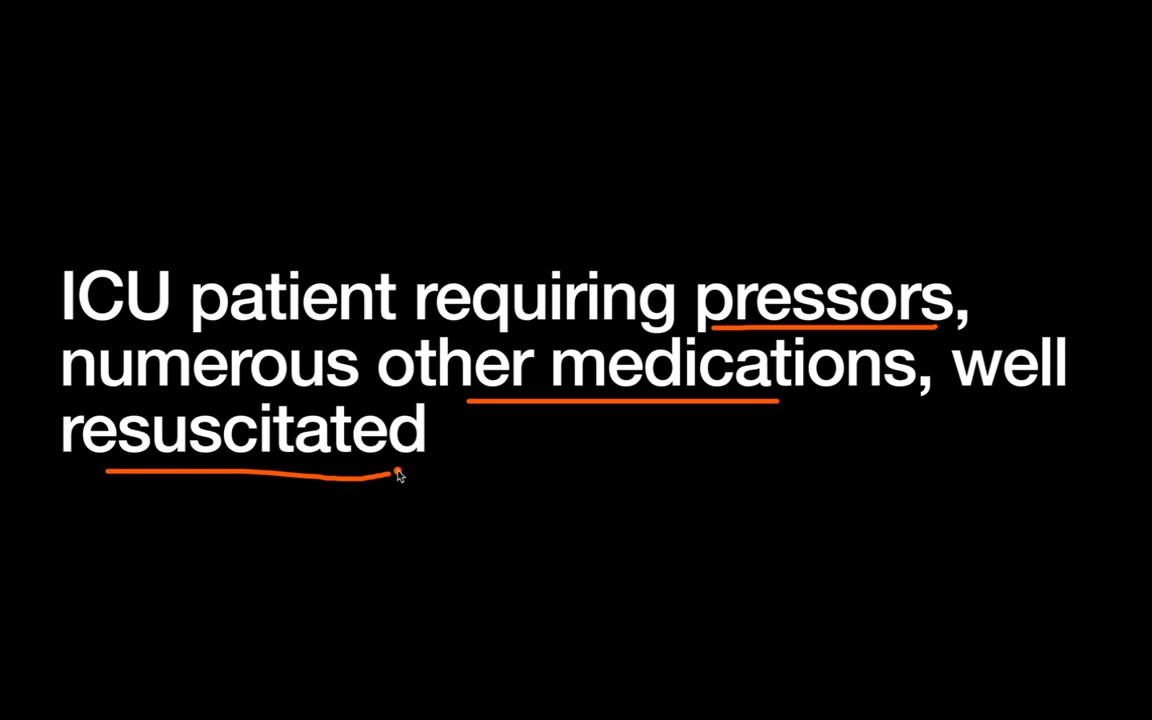 ICU patient requiring pressors,
numerous other medications, well
resuscitated